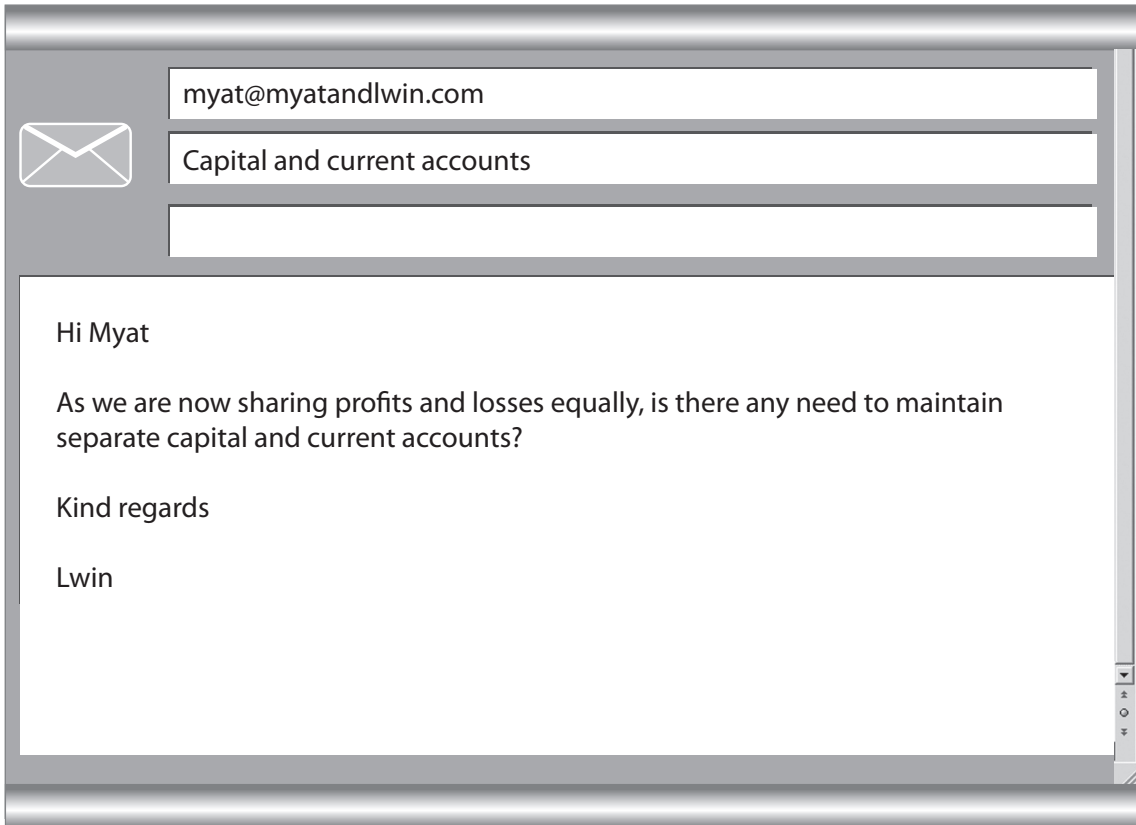 myat@myatandlwin.com
Capital and current accounts
Hi Myat
As we are now sharing profits and losses equally, is there any need to maintain
separate capital and current accounts?
Kind regards
Lwin